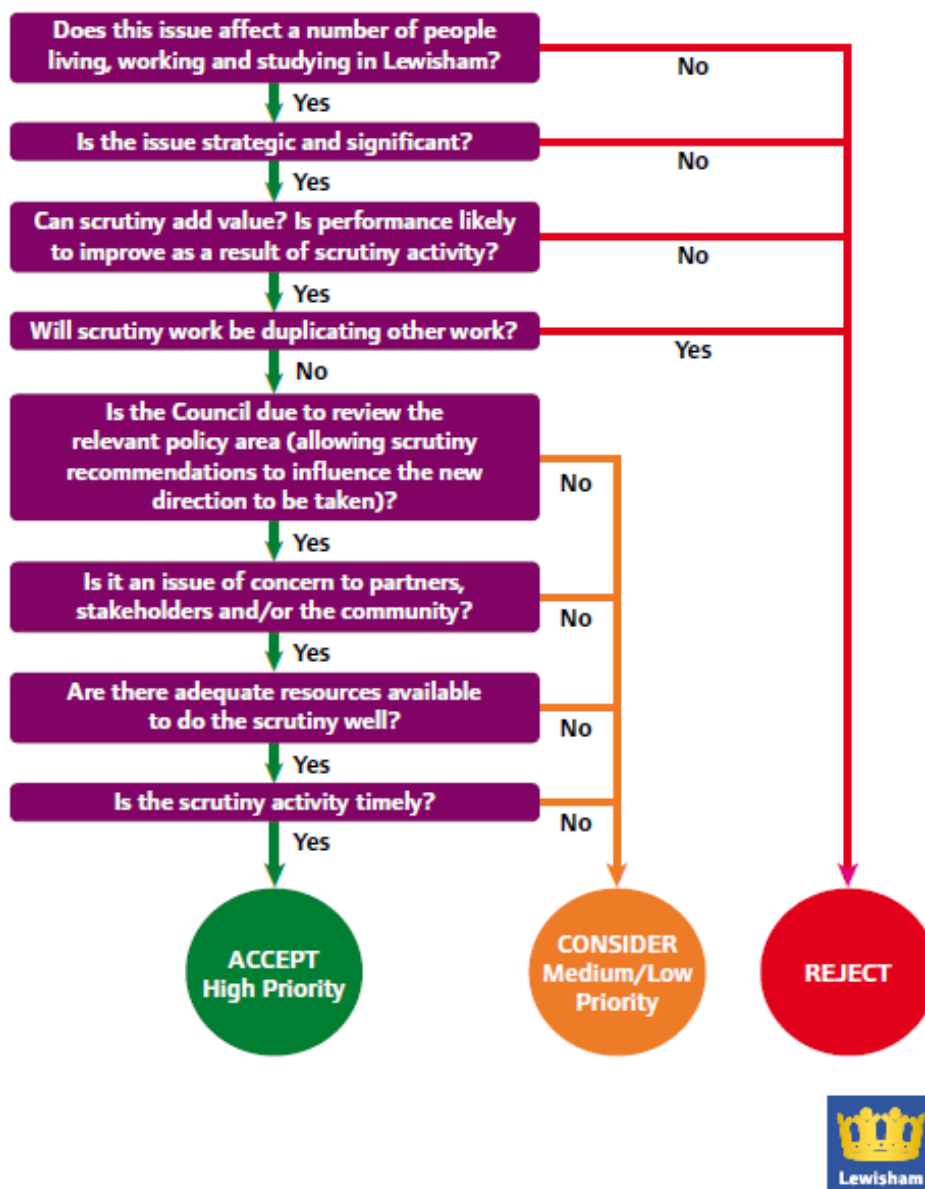 Does this issue affect a number of people
living, working and studying in Lewisham?
No
Yes
Is the issue strategic and significant?
No
Yes
Can scrutiny add value? Is performance likely
to improve as a result of scrutiny activity?
No
Yes
Will scrutiny work be duplicating other work?
Yes
No
Is the Council due to review the
relevant policy area (allowing scrutiny
recommendations to influence the new
direction to be taken)?
No
Yes
Is it an issue of concern to partners,
stakeholders and/or the community?
No
Yes
Are there adequate resources available
to do the scrutiny well?
No
Yes
Is the scrutiny activity timely?
No
Yes
ACCEPT
High Priority
CONSIDER
Medium/Low
Priority
REJECT
Lewisham